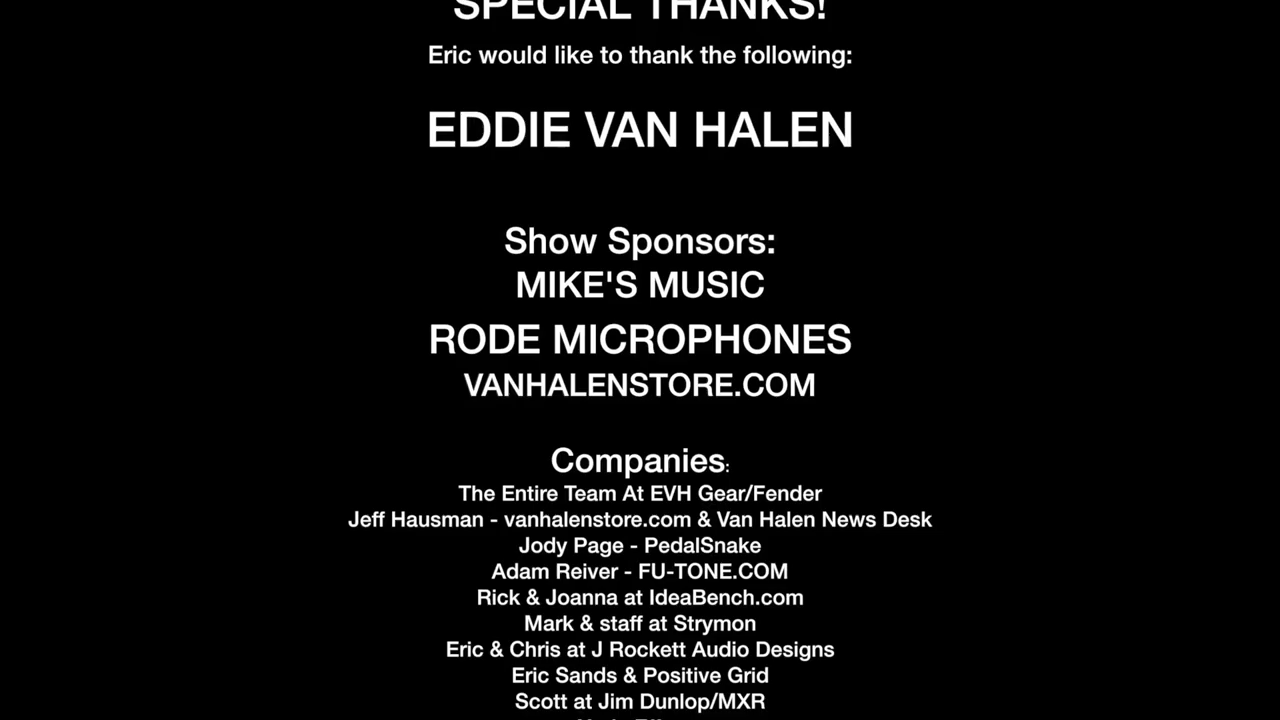 SPECIAL THANKS!
Eric would like to thank the following:
EDDIE VAN HALEN
Show Sponsors:
MIKE'S MUSIC
RODE MICROPHONES
VANHALENSTORE.COM
Companies:
The Entire Team At EVH Gear/Fender
Jeff Hausman - vanhalenstore.com & Van Halen News Desk
Jody Page - PedalSnake
Adam Reiver - FU-TONE.COM
Rick & Joanna at IdeaBench.com
Mark & staff at Strymon
Eric & Chris at J Rockett Audio Designs
Eric Sands & Positive Grid
Scott at Jim Dunlop/MXR